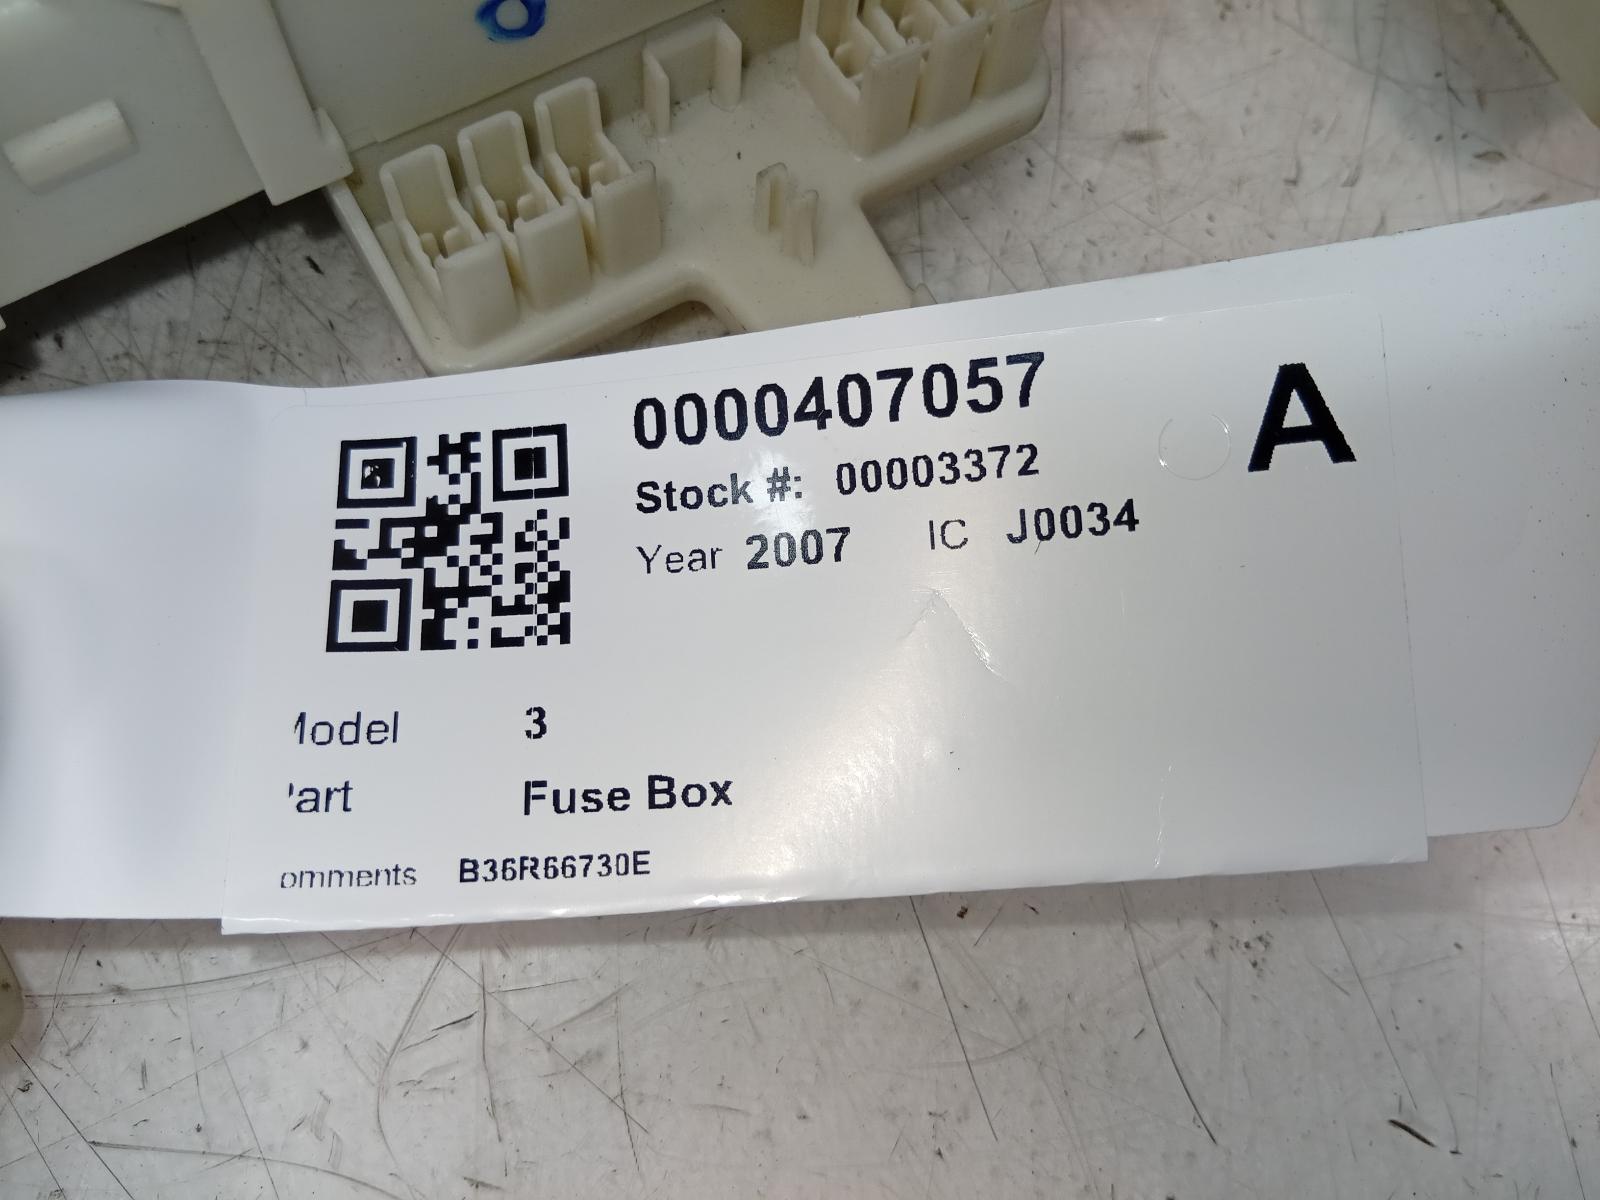 0000407057
A
Stock #: 00003372
Year 2007 IC J0034
Model 3
Part Fuse Box
omments B36R66730E